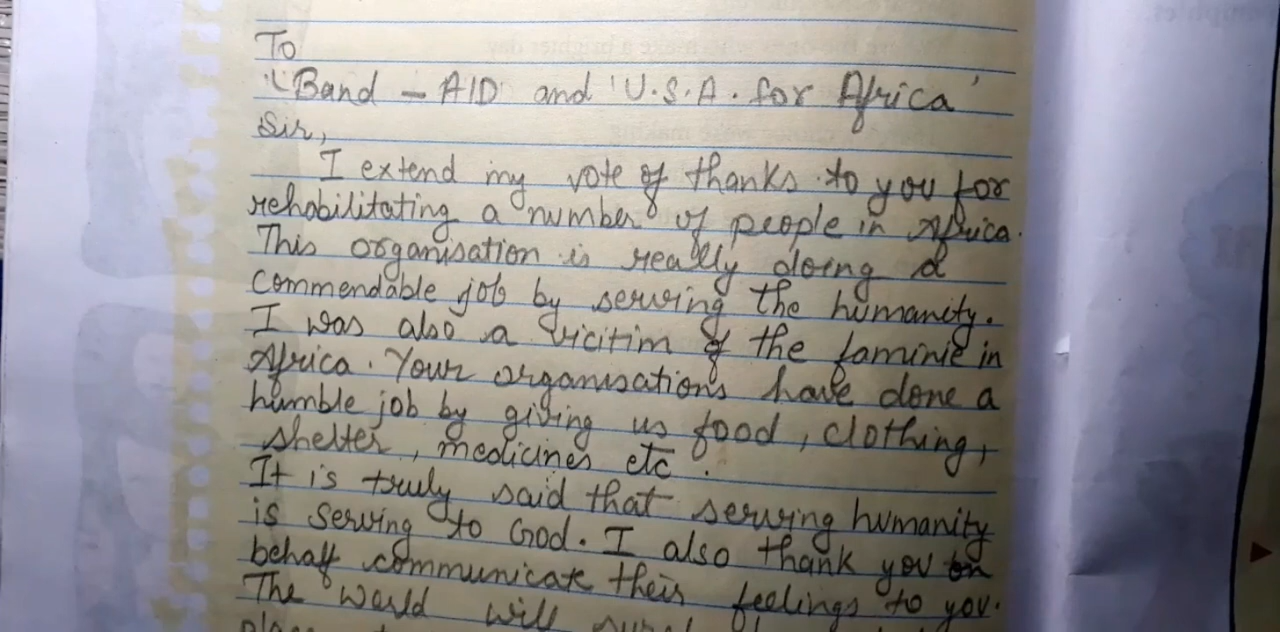 To
'Band - AID' and 'U.S.A. for Africa'
Sir,
I extend my vote of thanks to you for
rehabilitating a number of people in Africa.
This organisation is really doing a
commendable job by serving the humanity.
I was also a vicitim of the faminie in
Africa. Your organisations have done a
humble job by giving us food, clothing,
shelter, medicines etc.
It is truly said that serving humanity
is serving to God. I also thank you on
behalf communicate their feelings to you.
The world will